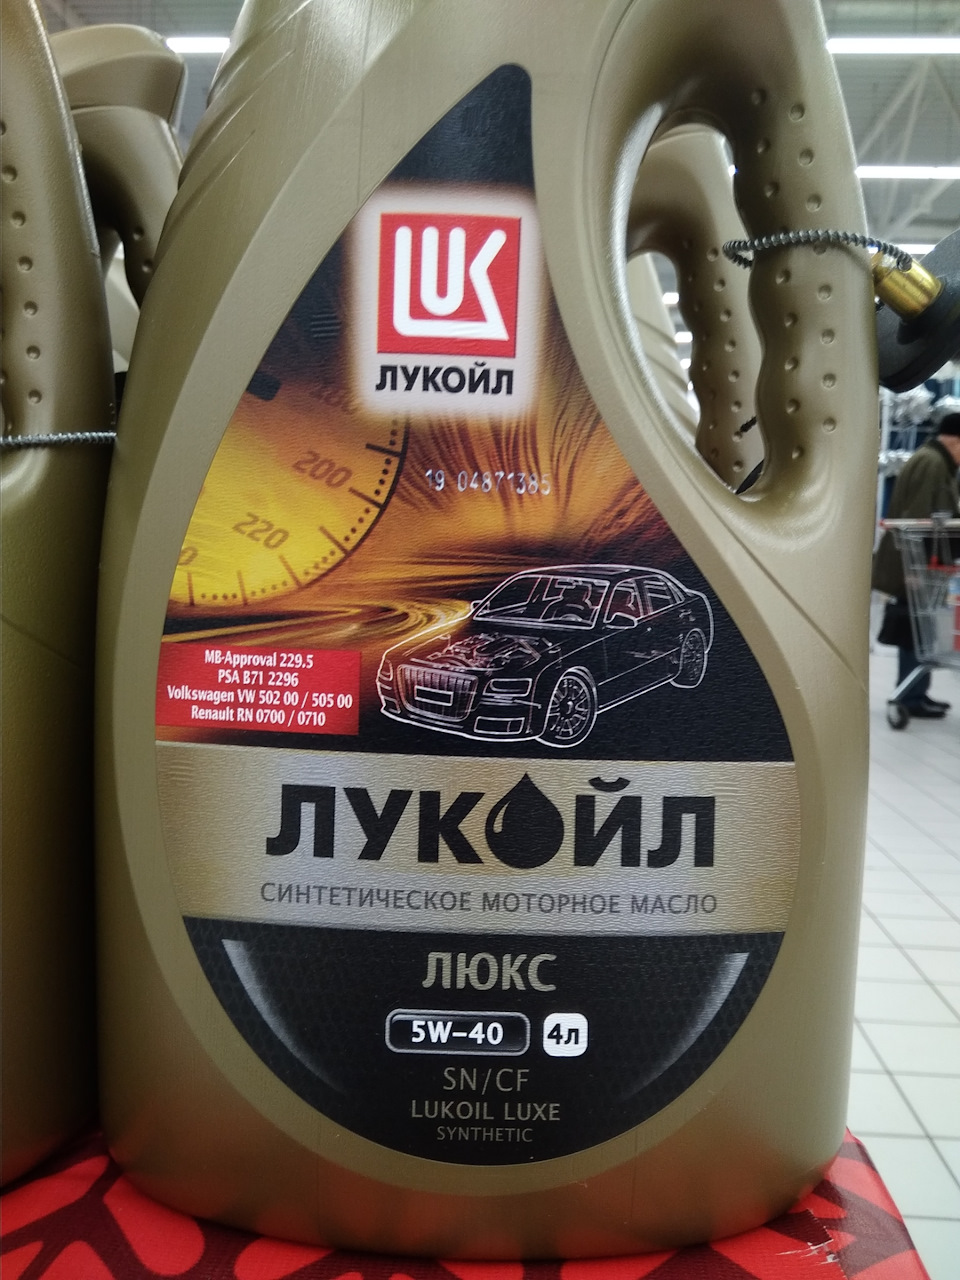 LUK
ЛУКОЙЛ
200
220
19 04871385
MB-Approval 229.5
PSA B71 2296
Volkswagen VW 502 00 / 505 00
Renault RN 0700 / 0710
ЛУКОЙЛ
СИНТЕТИЧЕСКОЕ МОТОРНОЕ МАСЛО
ЛЮКС
5W-40 4л
SN/CF
LUKOIL LUXE
SYNTHETIC